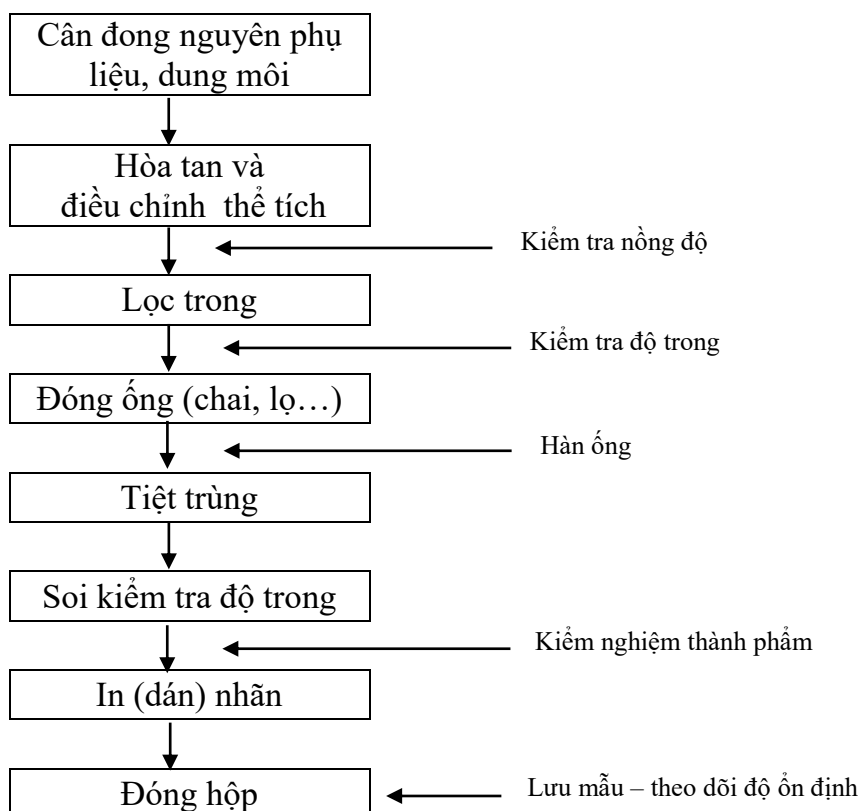 Cân đong nguyên phụ
liệu, dung môi
Hòa tan và
điều chỉnh thể tích
Kiểm tra nồng độ
Lọc trong
Kiểm tra độ trong
Đóng ống (chai, lọ…)
Hàn ống
Tiệt trùng
Soi kiểm tra độ trong
Kiểm nghiệm thành phẩm
In (dán) nhãn
Đóng hộp
Lưu mẫu – theo dõi độ ổn định